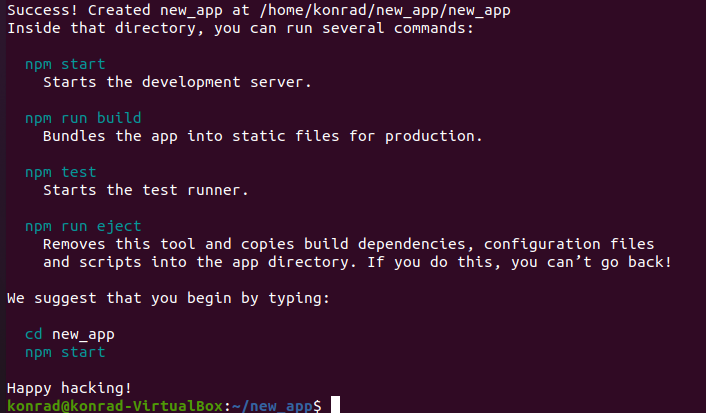 Success! Created new_app at /home/konrad/new_app/new_app
Inside that directory, you can run several commands:
npm start
Starts the development server.
npm run build
Bundles the app into static files for production.
npm test
Starts the test runner.
npm run eject
Removes this tool and copies build dependencies, configuration files
and scripts into the app directory. If you do this, you can’t go back!
We suggest that you begin by typing:
cd new_app
npm start
Happy hacking!
konrad@konrad-VirtualBox:~/new_app$